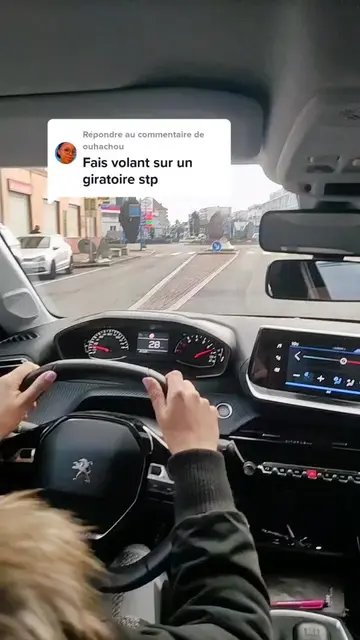 Répondre au commentaire de
ouhachou
Fais volant sur un
giratoire stp
28